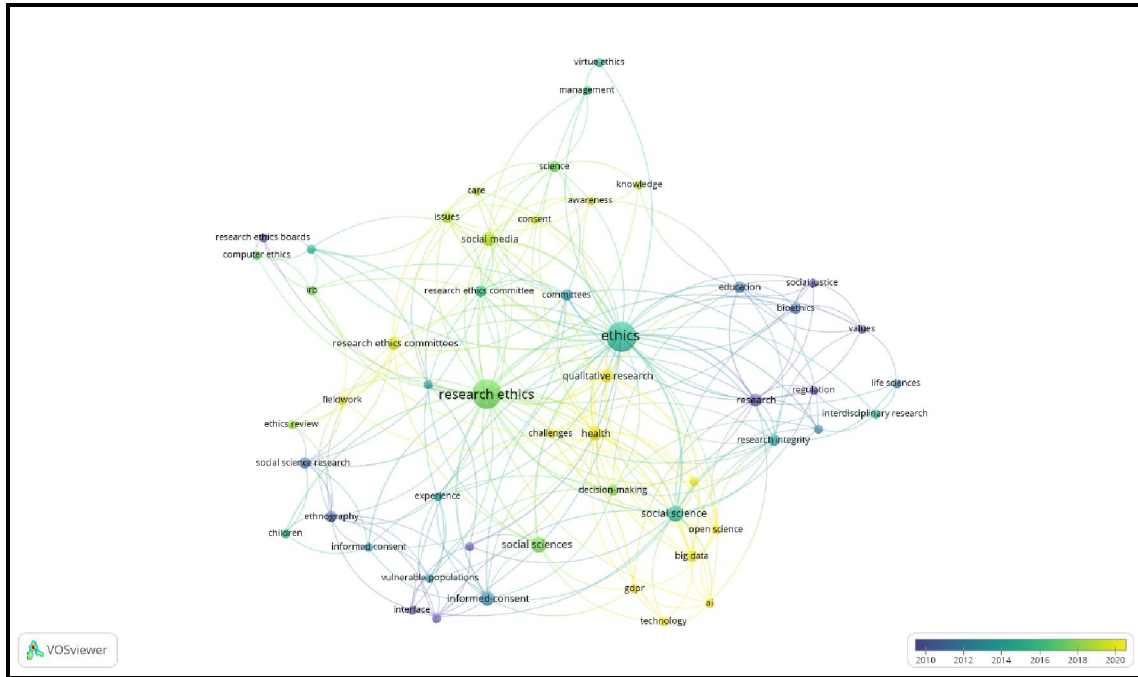 virtue ethics
management
science
knowledge
care
awareness
issues
consent
research ethics boards
social media
computer ethics
social justice
education
irb
research ethics committee
committees
bioethics
values
ethics
research ethics committees
qualitative research
life sciences
regulation
research ethics
fieldwork
research
interdisciplinary research
ethics review
challenges
health
research integrity
social science research
decision-making
experience
ethnography
social science
open science
children
informed consent
social sciences
big data
vulnerable populations
gdpr
informed-consent
interface
ai
technology
VOSviewer
2010 2012 2014 2016 2018 2020